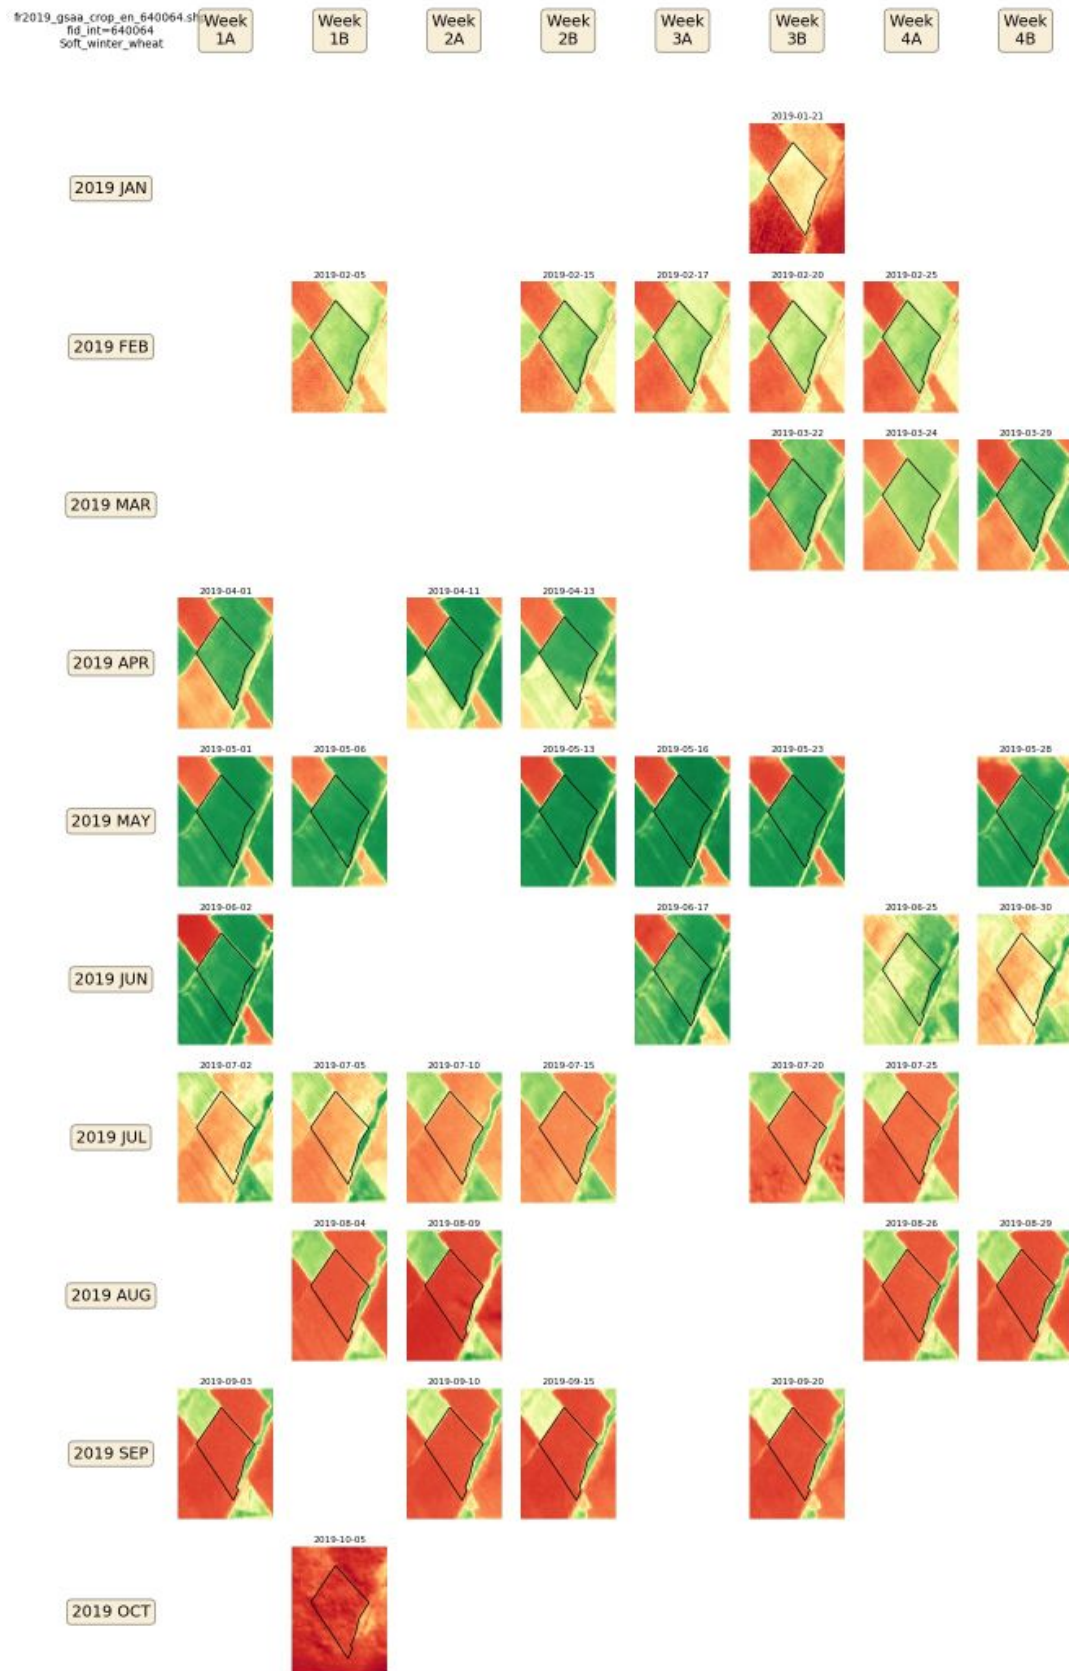 fr2019_gsaa_crop_en_640064.sh
fid_int=640064
Soft_winter_wheat
Week 1A
Week 1B
Week 2A
Week 2B
Week 3A
Week 3B
Week 4A
Week 4B
2019-01-21
2019 JAN
2019-02-05
2019-02-15
2019-02-17
2019-02-20
2019-02-25
2019 FEB
2019-03-22
2019-03-24
2019-03-29
2019 MAR
2019-04-01
2019-04-11
2019-04-13
2019 APR
2019-05-01
2019-05-06
2019-05-13
2019-05-16
2019-05-23
2019-05-28
2019 MAY
2019-06-02
2019-06-17
2019-06-25
2019-06-30
2019 JUN
2019-07-02
2019-07-05
2019-07-10
2019-07-15
2019-07-20
2019-07-25
2019 JUL
2019-08-04
2019-08-09
2019-08-26
2019-08-29
2019 AUG
2019-09-03
2019-09-10
2019-09-15
2019-09-20
2019 SEP
2019-10-05
2019 OCT